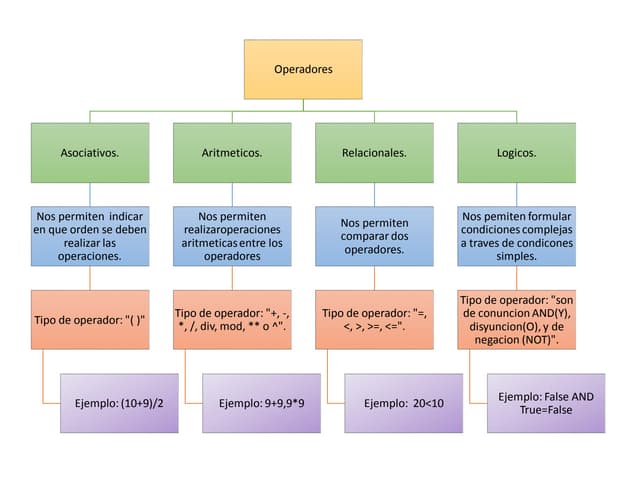 Operadores
Asociativos.
Aritmeticos.
Relacionales.
Logicos.
Nos permiten indicar
en que orden se deben
realizar las
operaciones.
Nos permiten
realizaroperaciones
aritmeticas entre los
operadores
Nos permiten
comparar dos
operadores.
Nos pemiten formular
condiciones complejas
a traves de condicones
simples.
Tipo de operador: "( )"
Tipo de operador: "+, -,
*, /, div, mod, ** o ^".
Tipo de operador: "=,
<, >, >=, <=".
Tipo de operador: "son
de conuncion AND(Y),
disyuncion(O), y de
negacion (NOT)".
Ejemplo: (10+9)/2
Ejemplo: 9+9,9*9
Ejemplo: 20<10
Ejemplo: False AND
True=False